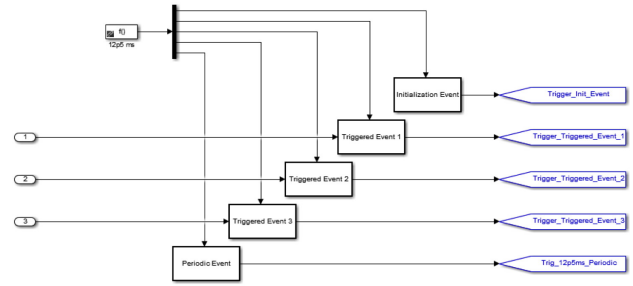 f()
12p5 ms
Initialization Event
Trigger_Init_Event
1
Triggered Event 1
Trigger_Triggered_Event_1
2
Triggered Event 2
Trigger_Triggered_Event_2
3
Triggered Event 3
Trigger_Triggered_Event_3
Periodic Event
Trig_12p5ms_Periodic